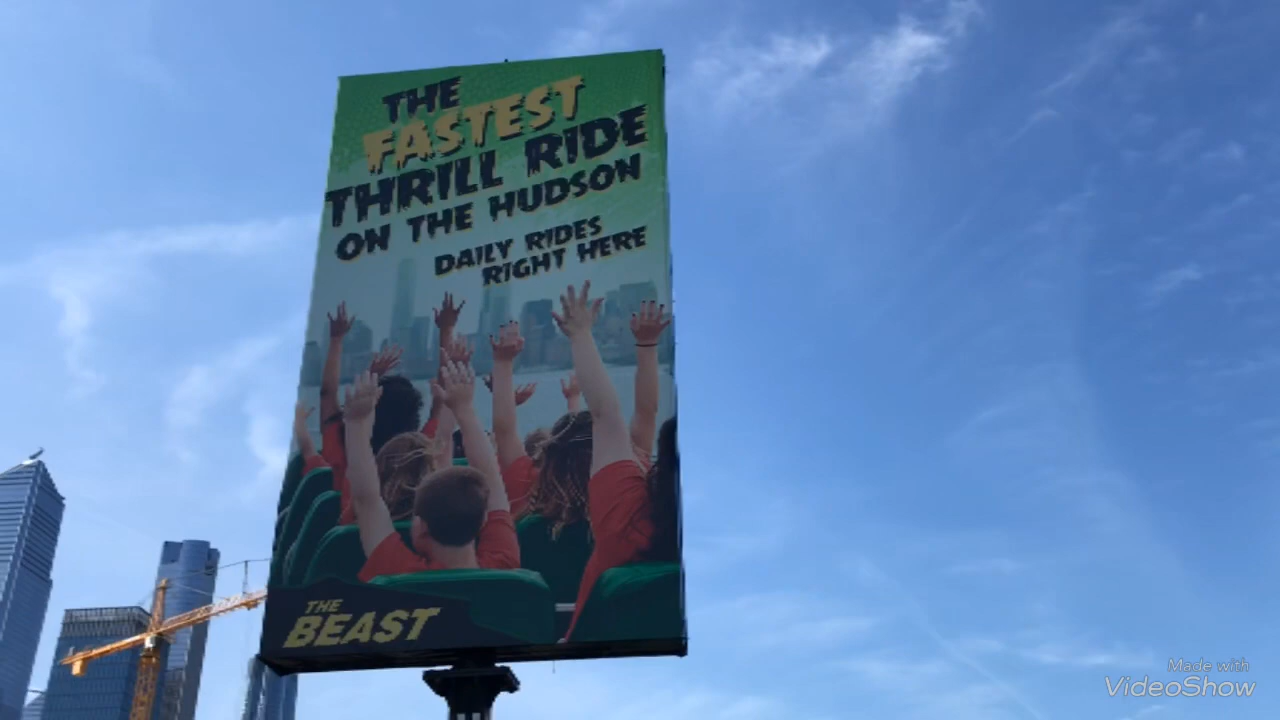 THE
FASTEST
THRILL RIDE
ON THE HUDSON
DAILY RIDES
RIGHT HERE
THE
BEAST
Made with
VideoShow